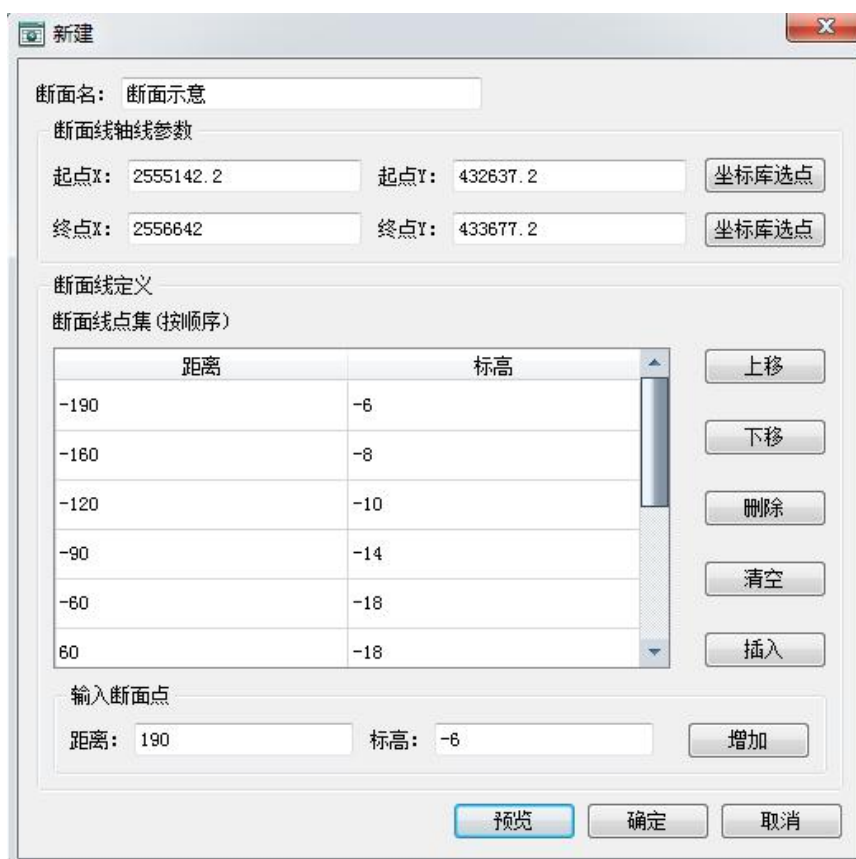 新建
断面名： 断面示意
断面线轴线参数
起点X： 2555142.2 起点Y： 432637.2 坐标库选点
终点X： 2556642 终点Y： 433677.2 坐标库选点
断面线定义
断面线点集(按顺序)
距离 标高 上移
-190 -6
-160 -8 下移
-120 -10 删除
-90 -14
-60 -18 清空
60 -18 插入
输入断面点
距离： 190 标高： -6 增加
预览 确定 取消